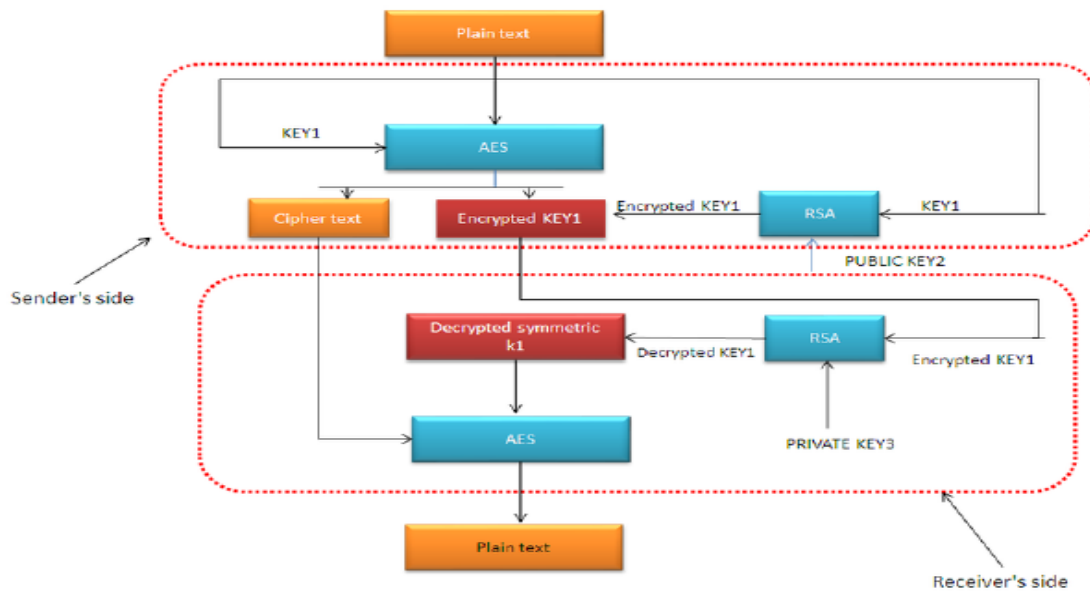 Plain text
KEY1
AES
Cipher text
Encrypted KEY1
Encrypted KEY1
RSA
KEY1
PUBLIC KEY2
Sender's side
Decrypted symmetric
k1
Decrypted KEY1
RSA
Encrypted KEY1
PRIVATE KEY3
AES
Plain text
Receiver's side